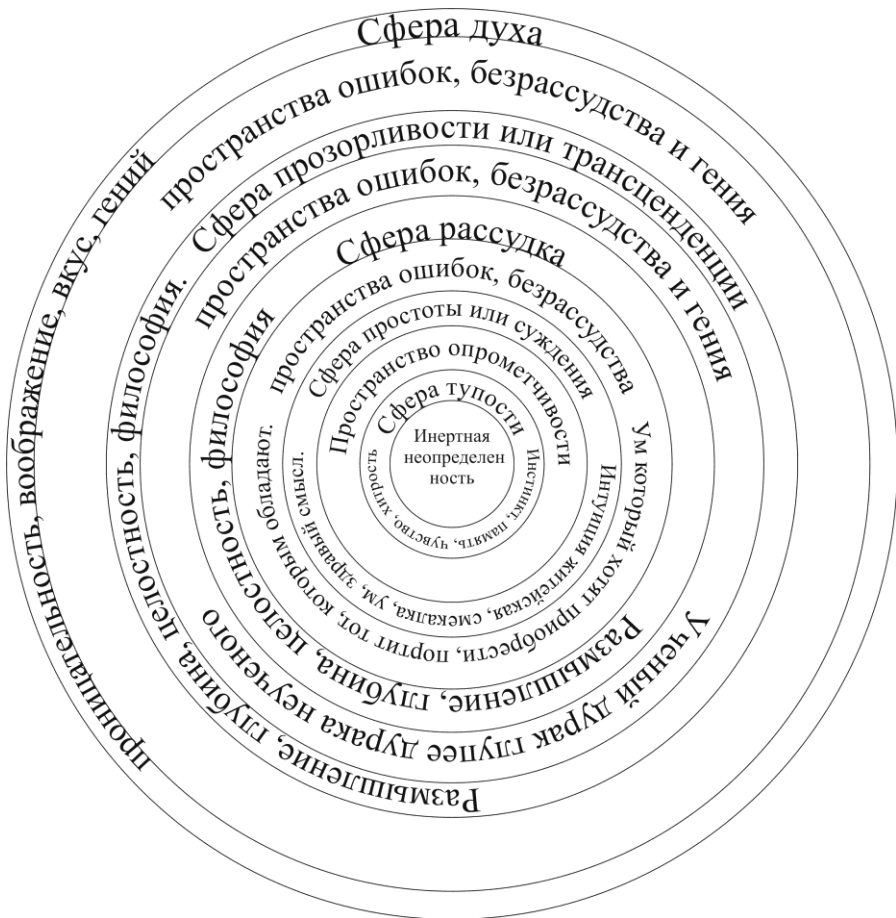 Сфера духа
пространства ошибок, безрассудства и гения
Сфера прозорливости или трансценденции
пространства ошибок, безрассудства и гения
Сфера рассудка
пространства ошибок, безрассудства
Сфера простоты или суждения
Пространство опрометчивости
Сфера тупости
Инертная
неопределен
ность
Инстинкт, память, чувство, хитрость
Интуиция житейская, смекалка, ум, здравый смысл.
Ум который хотят приобрести, портит тот, которым обладают.
Размышление, глубина, целостность, философия
Ученый дурак глупее дурака неученого
Размышление, глубина, целостность, философия.
проницательность, воображение, вкус, гений